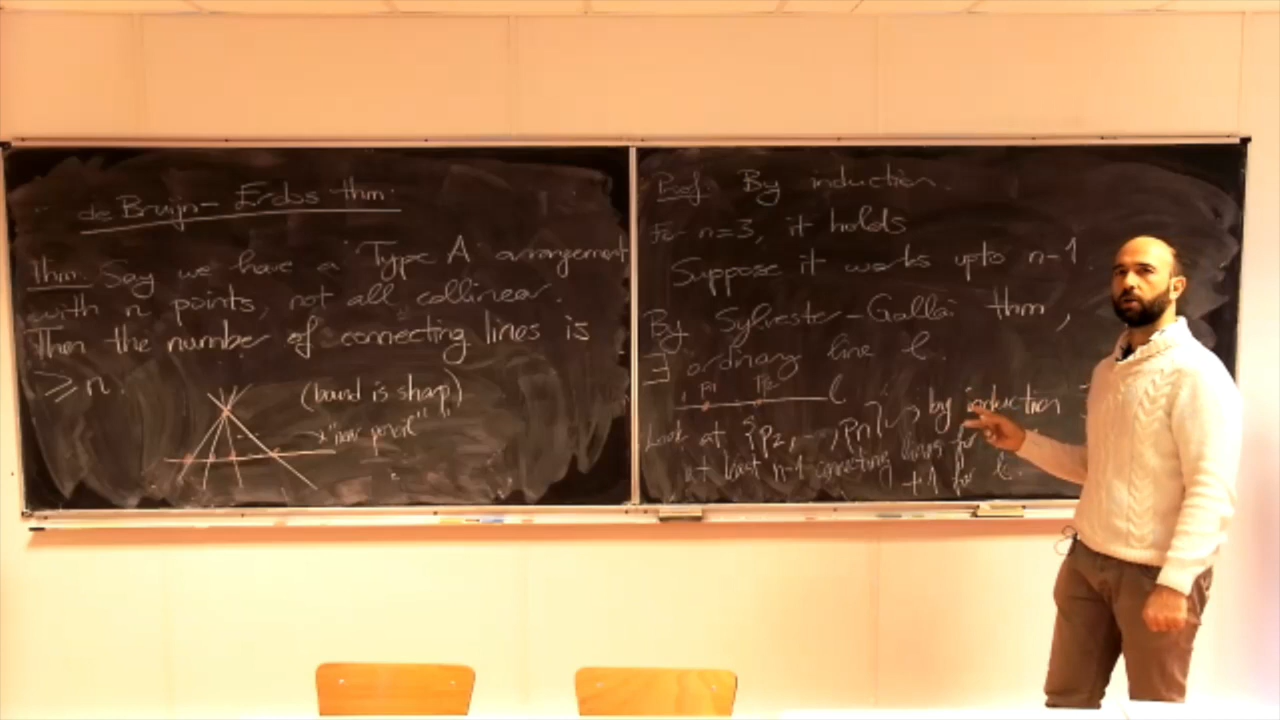 de Bruijn - Erdős thm.
Thm. Say we have a "Type A" arrangement
with n points, not all collinear.
Then the number of connecting lines is
≥ n.
(bound is sharp)
"near pencil"
Proof: By induction.
For n=3, it holds
Suppose it works upto n-1.
By Sylvester-Gallai thm,
∃ ordinary line ℓ.
P1 P2 ℓ
Look at {P2, ..., Pn}, by induction ∃
at least n-1 connecting lines for
+1 for ℓ.